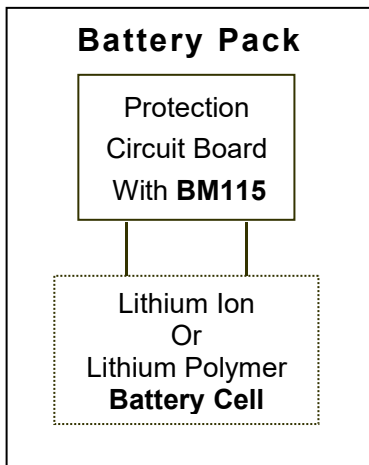 Battery Pack
Protection
Circuit Board
With BM115
Lithium Ion
Or
Lithium Polymer
Battery Cell